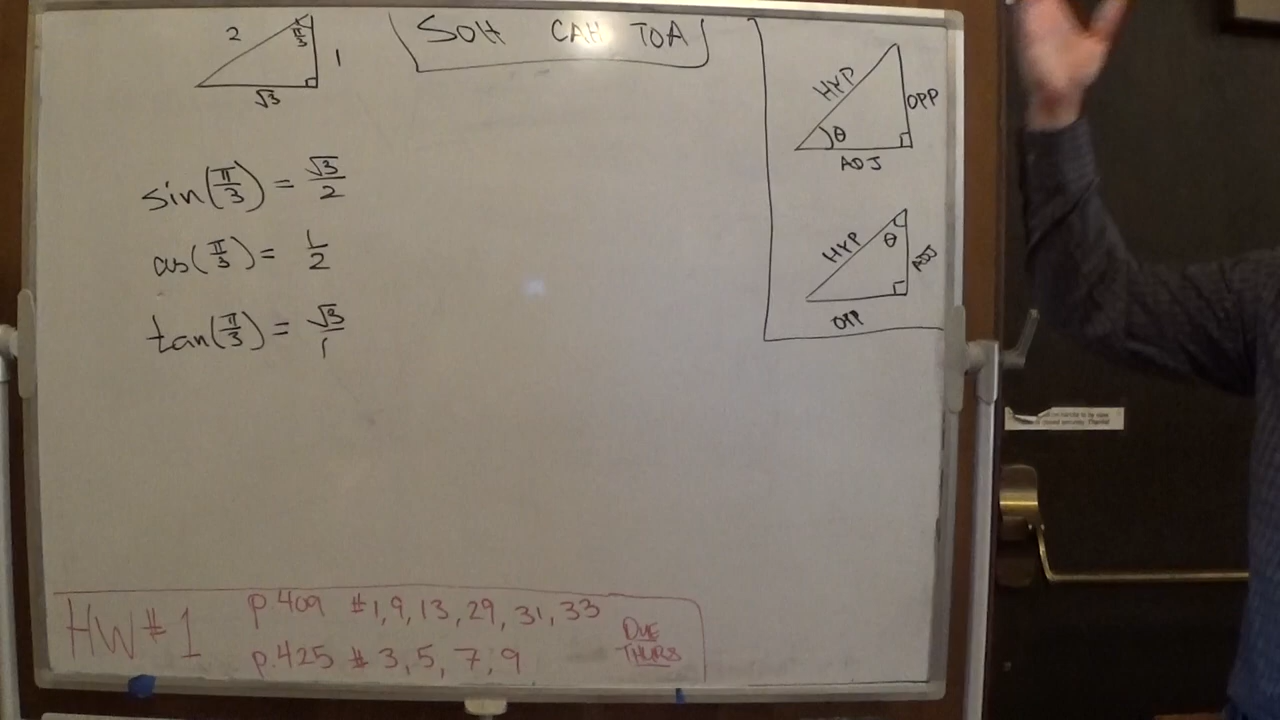 2
π/3
1
√3
SOH CAH TOA
sin(π/3) = √3/2
cos(π/3) = 1/2
tan(π/3) = √3/1
HYP
OPP
θ
ADJ
HYP
θ
ADJ
OPP
HW #1
p.409 #1,9,13,29,31,33
p.425 # 3,5,7,9
DUE
THURS